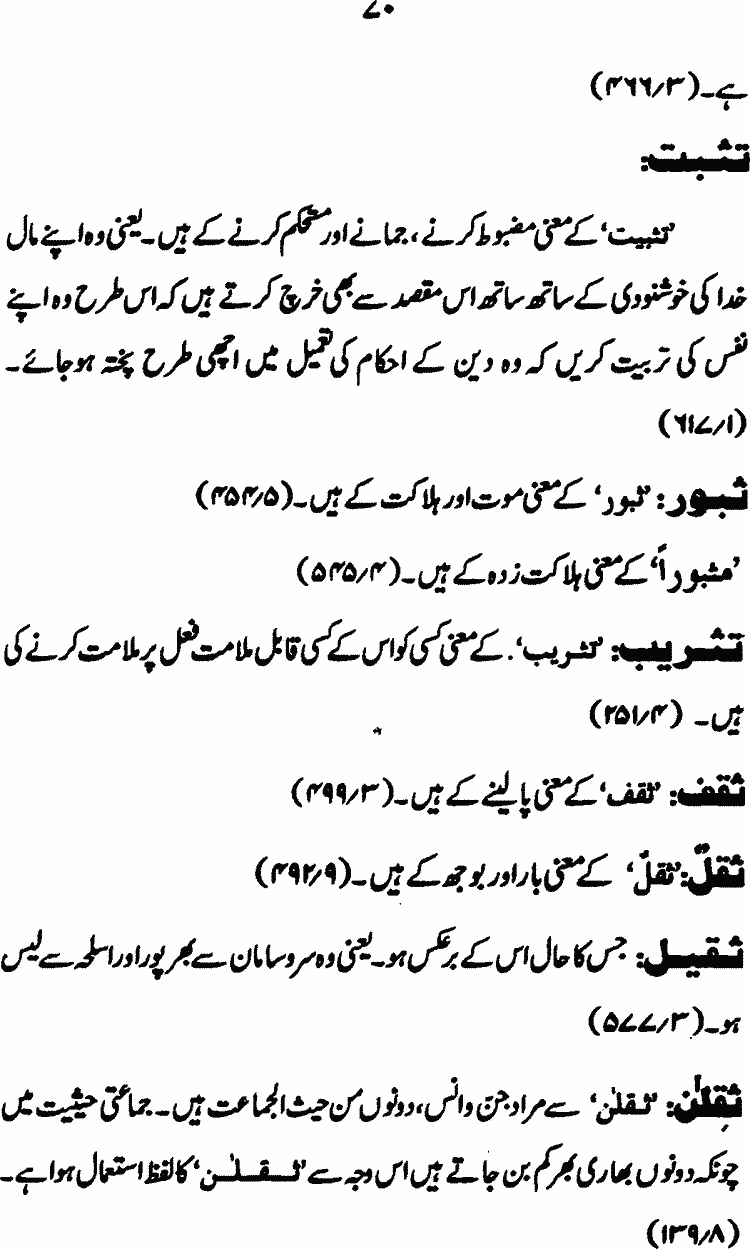 ۷۰
ہے۔(۴۶۶/۳)
تثبت:
’تثبیت‘ کے معنی مضبوط کرنے، جمانے اور مستحکم کرنے کے ہیں۔ یعنی وہ اپنے مال
خدا کی خوشنودی کے ساتھ ساتھ اس مقصد سے بھی خرچ کرتے ہیں کہ اس طرح وہ اپنے
نفس کی تربیت کریں کہ وہ دین کے احکام کی تعمیل میں اچھی طرح پختہ ہو جائے۔
(۶۱۷/۱)
ثبور: ’ثبور‘ کے معنی موت اور ہلاکت کے ہیں۔(۴۵۴/۵)
’مثبوراً‘ کے معنی ہلاکت زدہ کے ہیں۔(۵۴۵/۴)
تثریب: ’تثریب‘. کے معنی کسی کو اس کے کسی قابل ملامت فعل پر ملامت کرنے کی
ہیں۔ (۲۵۱/۴)
ثقف: ’ثقف‘ کے معنی پا لینے کے ہیں۔(۴۹۹/۳)
ثقلٌ: ’ثقلٌ‘ کے معنی بار اور بوجھ کے ہیں۔(۴۹۲/۹)
ثقیل: جس کا حال اس کے برعکس ہو۔ یعنی وہ سروسامان سے بھرپور اور اسلحہ سے لیس
ہو۔(۵۷۷/۳)
ثقلٰن: ’ثقلٰن‘ سے مراد جن وانس، دونوں من حیث الجماعت ہیں۔ جماعتی حیثیت میں
چونکہ دونوں بھاری بھرکم بن جاتے ہیں اس وجہ سے ’ثقلٰن‘ کا لفظ استعمال ہوا ہے۔
(۱۳۹/۸)